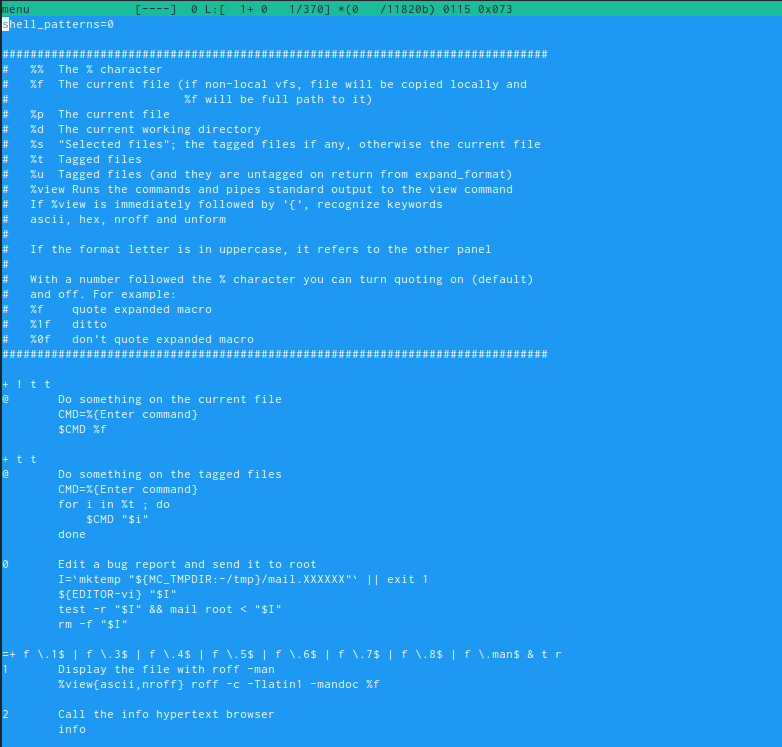 menu [----] 0 L:[ 1+ 0 1/370] *(0 /11820b) 0115 0x073
shell_patterns=0
##############################################################################
# %% The % character
# %f The current file (if non-local vfs, file will be copied locally and
# %f will be full path to it)
# %p The current file
# %d The current working directory
# %s "Selected files"; the tagged files if any, otherwise the current file
# %t Tagged files
# %u Tagged files (and they are untagged on return from expand_format)
# %view Runs the commands and pipes standard output to the view command
# If %view is immediately followed by '{', recognize keywords
# ascii, hex, nroff and unform
#
# If the format letter is in uppercase, it refers to the other panel
#
# With a number followed the % character you can turn quoting on (default)
# and off. For example:
# %f quote expanded macro
# %1f ditto
# %0f don't quote expanded macro
##############################################################################
+ ! t t
@ Do something on the current file
CMD=%{Enter command}
$CMD %f
+ t t
@ Do something on the tagged files
CMD=%{Enter command}
for i in %t ; do
$CMD "$i"
done
0 Edit a bug report and send it to root
I=`mktemp "${MC_TMPDIR:-/tmp}/mail.XXXXXX"` || exit 1
${EDITOR-vi} "$I"
test -r "$I" && mail root < "$I"
rm -f "$I"
=+ f \.1$ | f \.3$ | f \.4$ | f \.5$ | f \.6$ | f \.7$ | f \.8$ | f \.man$ & t r
1 Display the file with roff -man
%view{ascii,nroff} roff -c -Tlatin1 -mandoc %f
2 Call the info hypertext browser
info